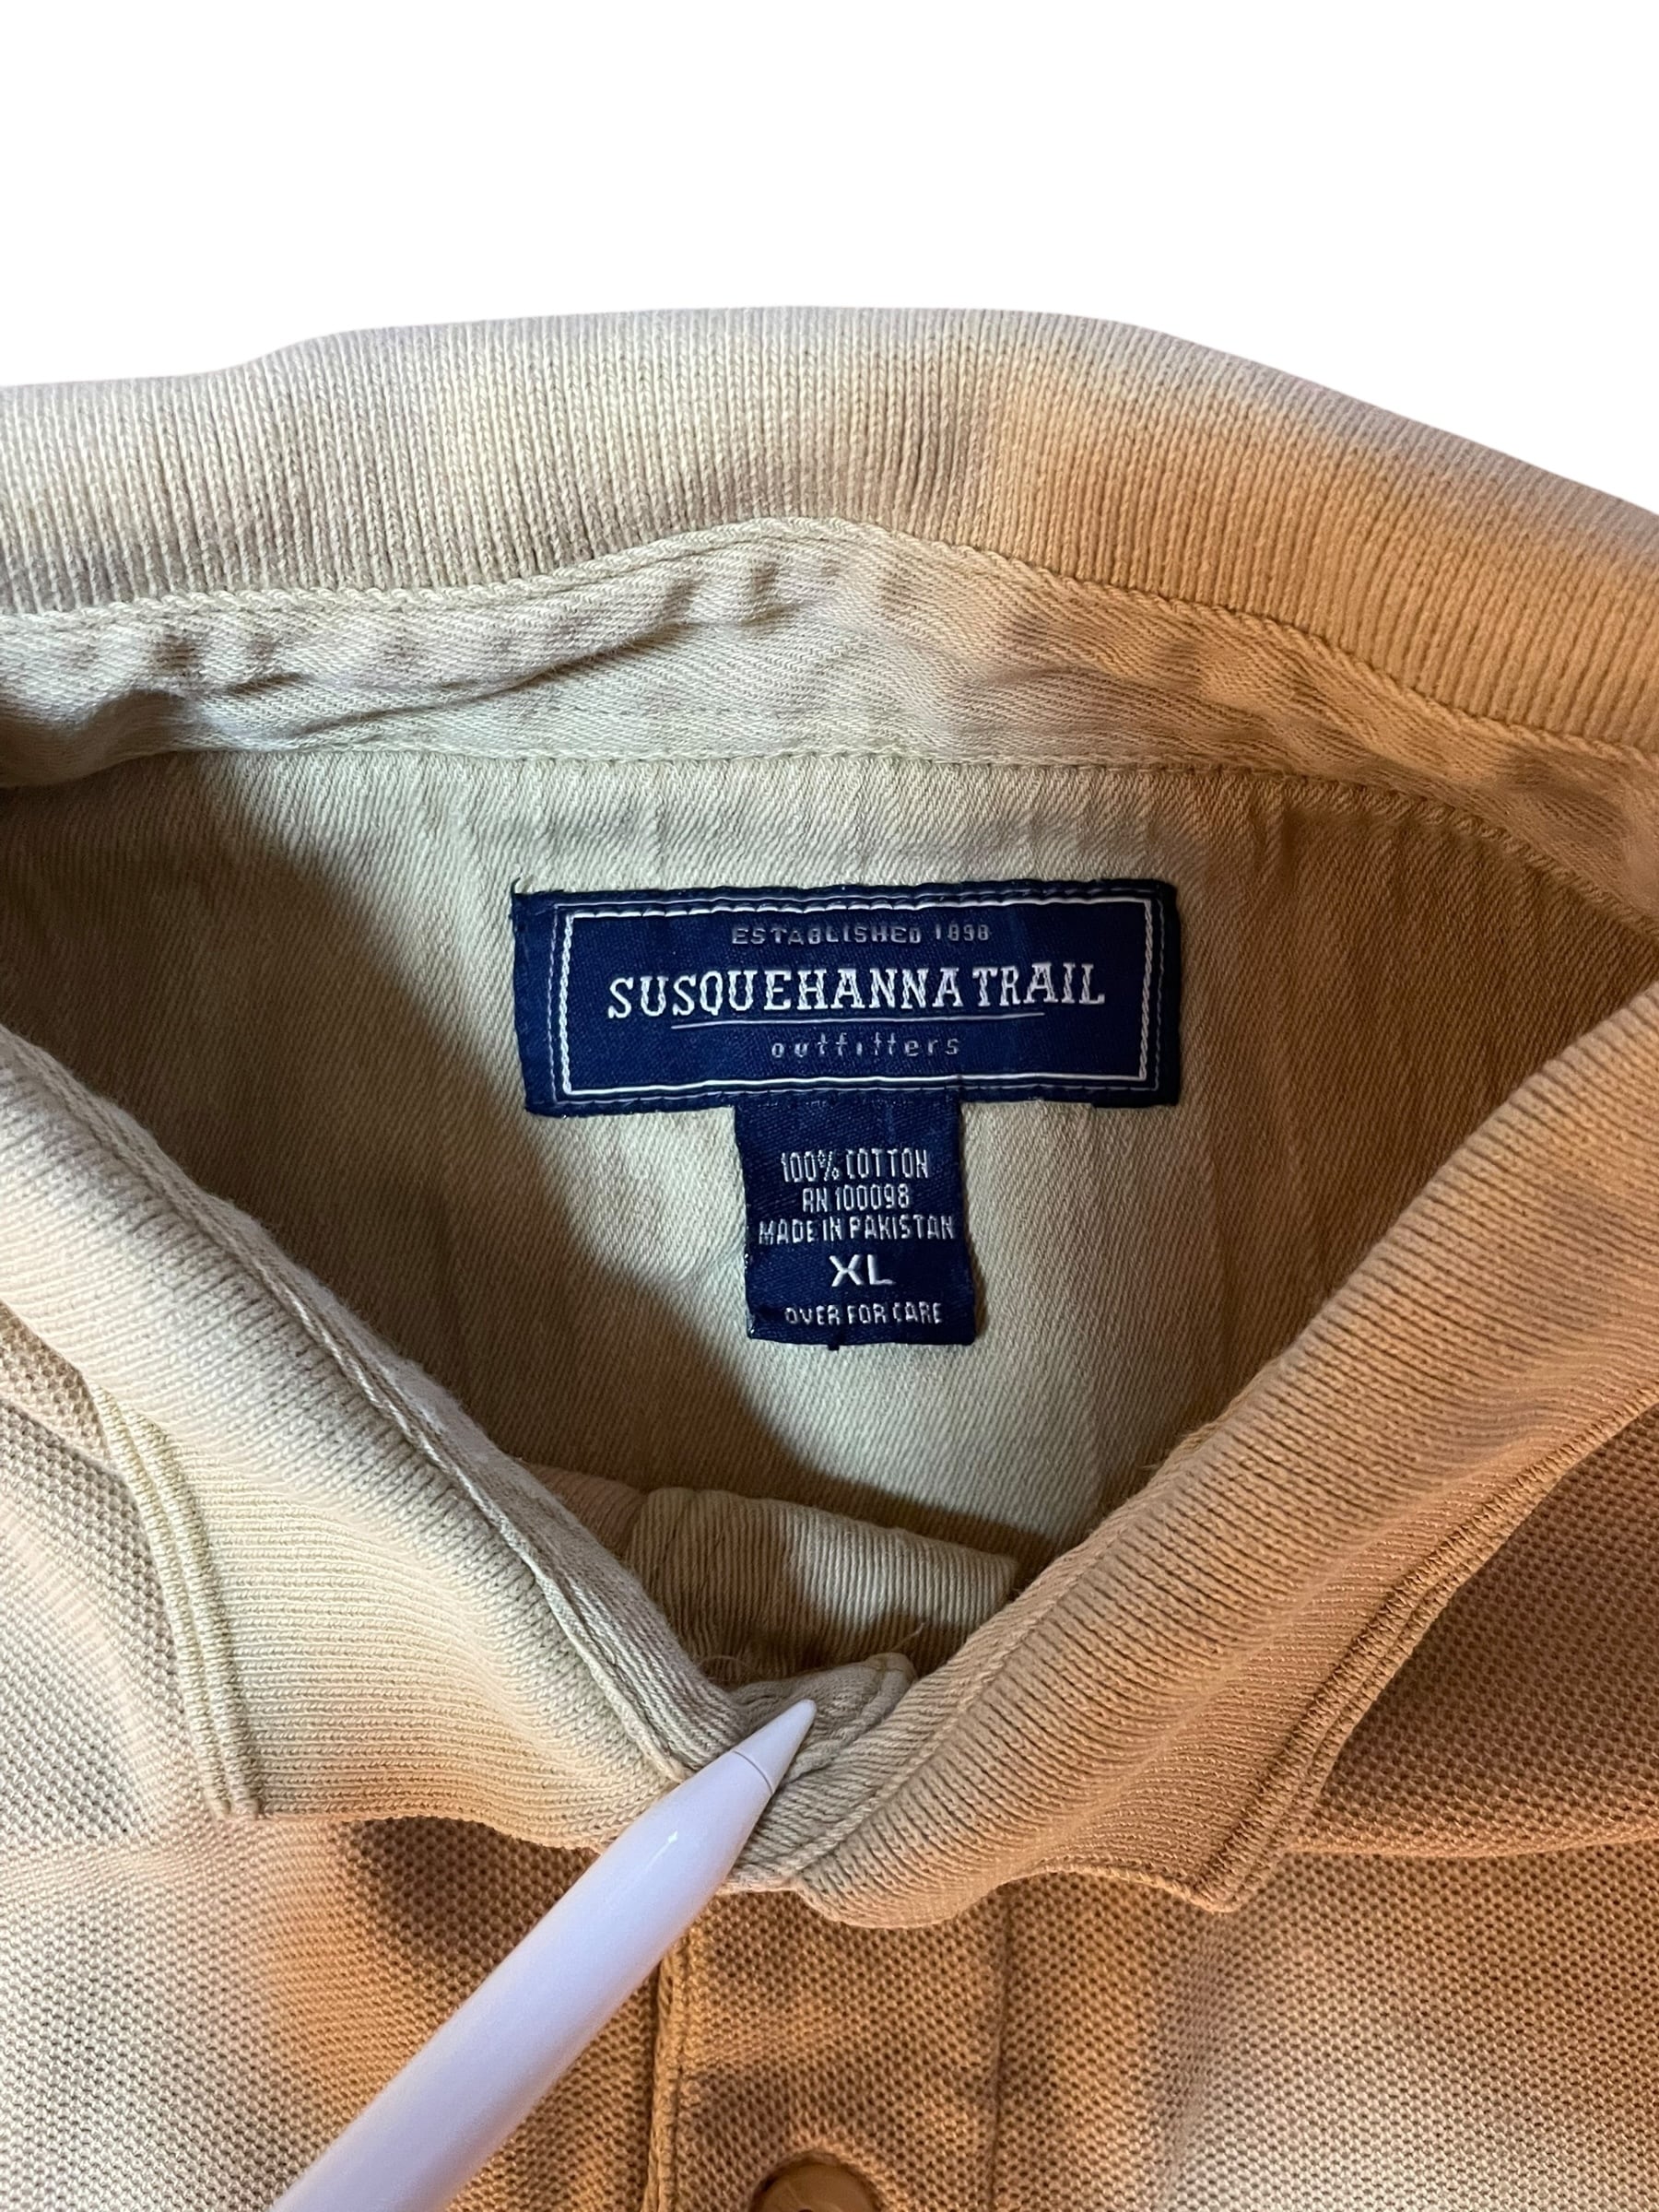 ESTABLISHED 1898
SUSQUEHANNA TRAIL
outfitters
100% COTTON
RN 100098
MADE IN PAKISTAN
XL
OVER FOR CARE